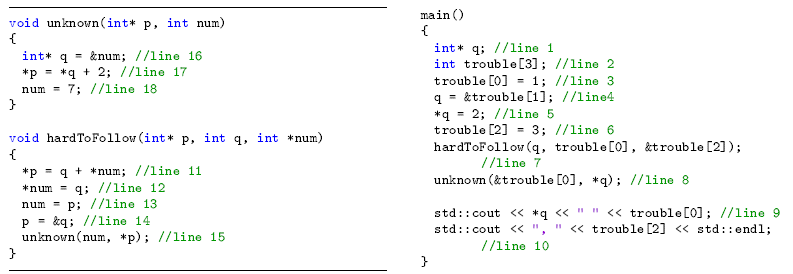 void unknown(int* p, int num)
{
int* q = &num; //line 16
*p = *q + 2; //line 17
num = 7; //line 18
}
void hardToFollow(int* p, int q, int *num)
{
*p = q + *num; //line 11
*num = q; //line 12
num = p; //line 13
p = &q; //line 14
unknown(num, *p); //line 15
}
main()
{
int* q; //line 1
int trouble[3]; //line 2
trouble[0] = 1; //line 3
q = &trouble[1]; //line4
*q = 2; //line 5
trouble[2] = 3; //line 6
hardToFollow(q, trouble[0], &trouble[2]);
//line 7
unknown(&trouble[0], *q); //line 8
std::cout << *q << " " << trouble[0]; //line 9
std::cout << ", " << trouble[2] << std::endl;
//line 10
}